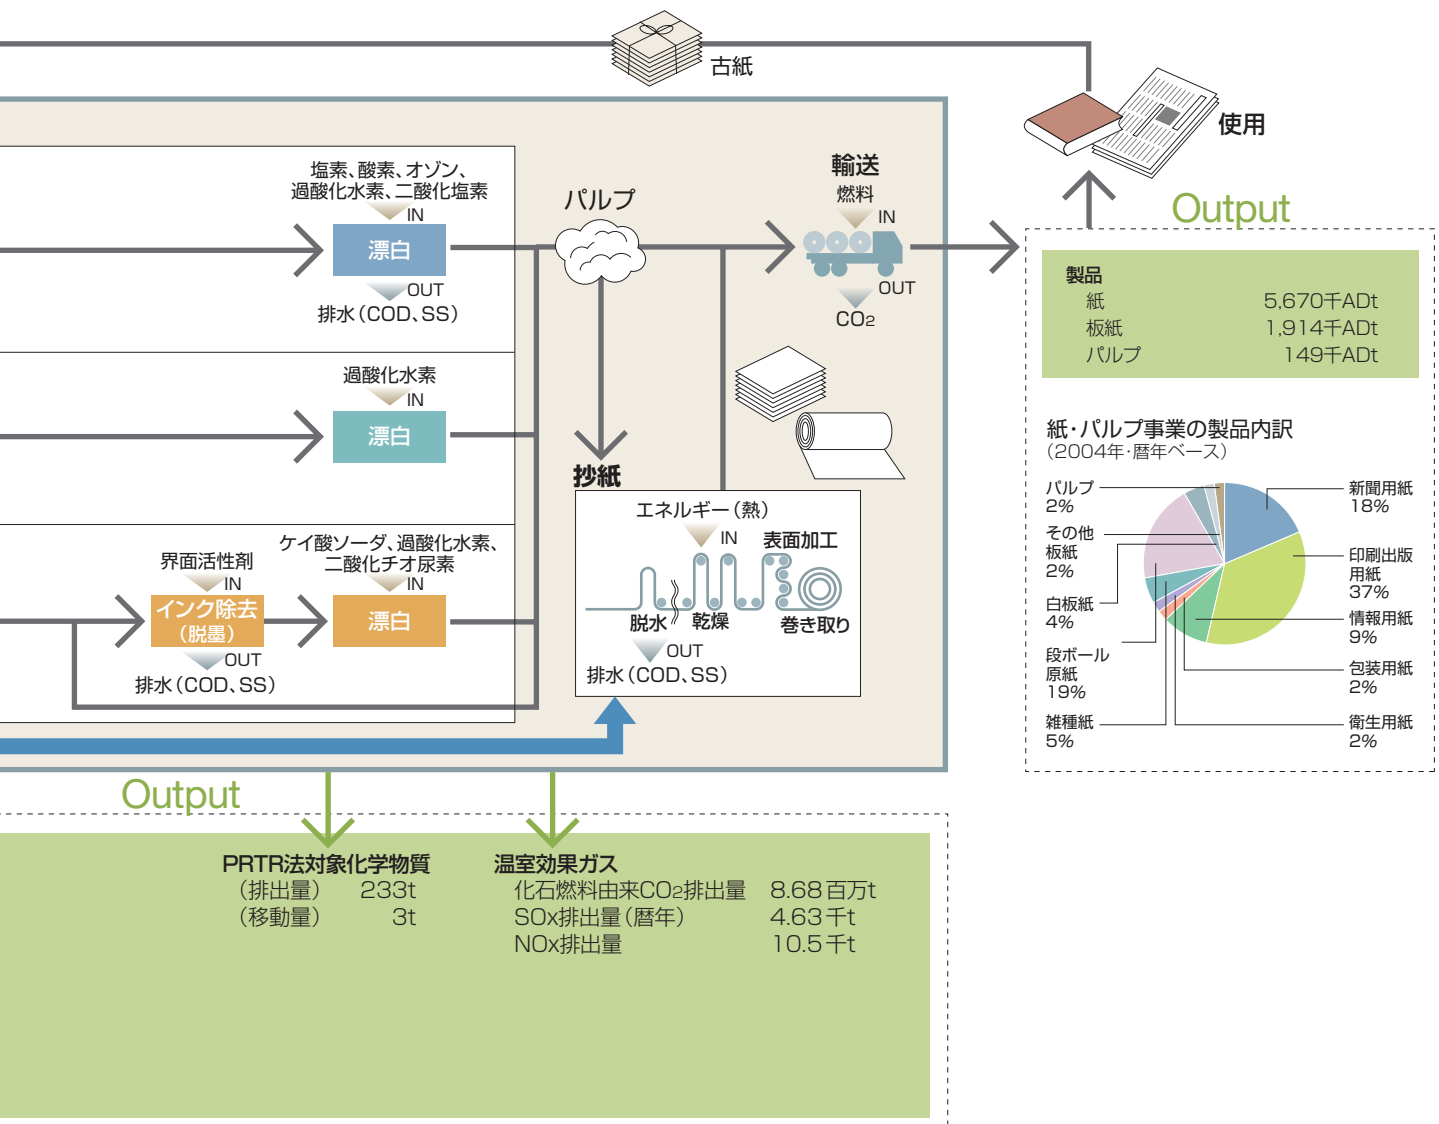 古紙
使用
塩素、酸素、オゾン、
過酸化水素、二酸化塩素
IN
漂白
OUT
排水（COD、SS）
パルプ
輸送
燃料
IN
OUT
CO2
過酸化水素
IN
漂白
抄紙
エネルギー（熱）
IN
表面加工
脱水
乾燥
巻き取り
OUT
排水（COD、SS）
界面活性剤
IN
インク除去
（脱墨）
OUT
排水（COD、SS）
ケイ酸ソーダ、過酸化水素、
二酸化チオ尿素
IN
漂白
Output
製品
紙 5,670千ADt
板紙 1,914千ADt
パルプ 149千ADt
紙・パルプ事業の製品内訳
（2004年・暦年ベース）
パルプ
2%
その他
板紙
2%
白板紙
4%
段ボール
原紙
19%
雑種紙
5%
新聞用紙
18%
印刷出版
用紙
37%
情報用紙
9%
包装用紙
2%
衛生用紙
2%
Output
PRTR法対象化学物質
（排出量） 233t
（移動量） 3t
温室効果ガス
化石燃料由来CO2排出量 8.68百万t
SOx排出量（暦年） 4.63千t
NOx排出量 10.5千t